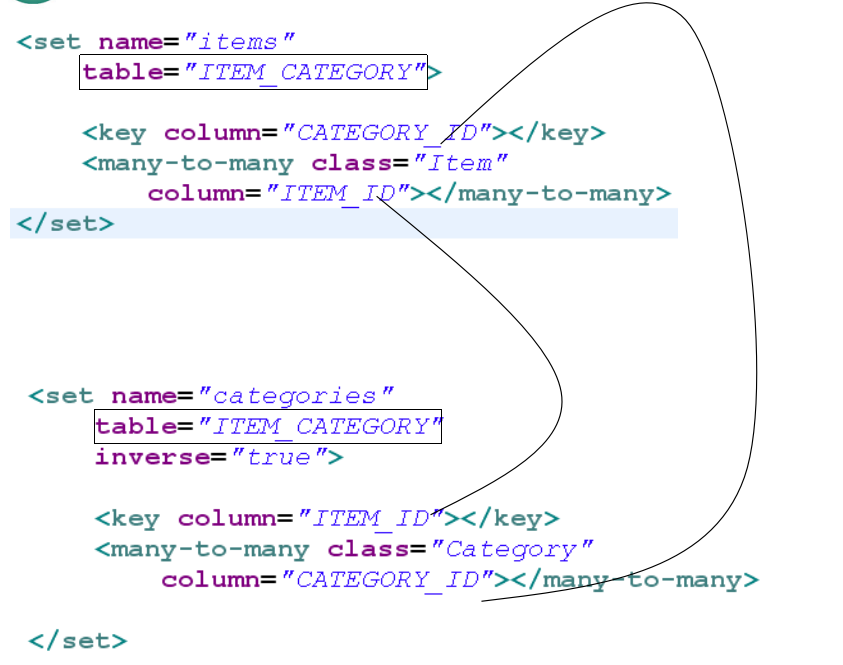 <set name="items"
table="ITEM_CATEGORY">
<key column="CATEGORY_ID"></key>
<many-to-many class="Item"
column="ITEM_ID"></many-to-many>
</set>
<set name="categories"
table="ITEM_CATEGORY"
inverse="true">
<key column="ITEM_ID"></key>
<many-to-many class="Category"
column="CATEGORY_ID"></many-to-many>
</set>